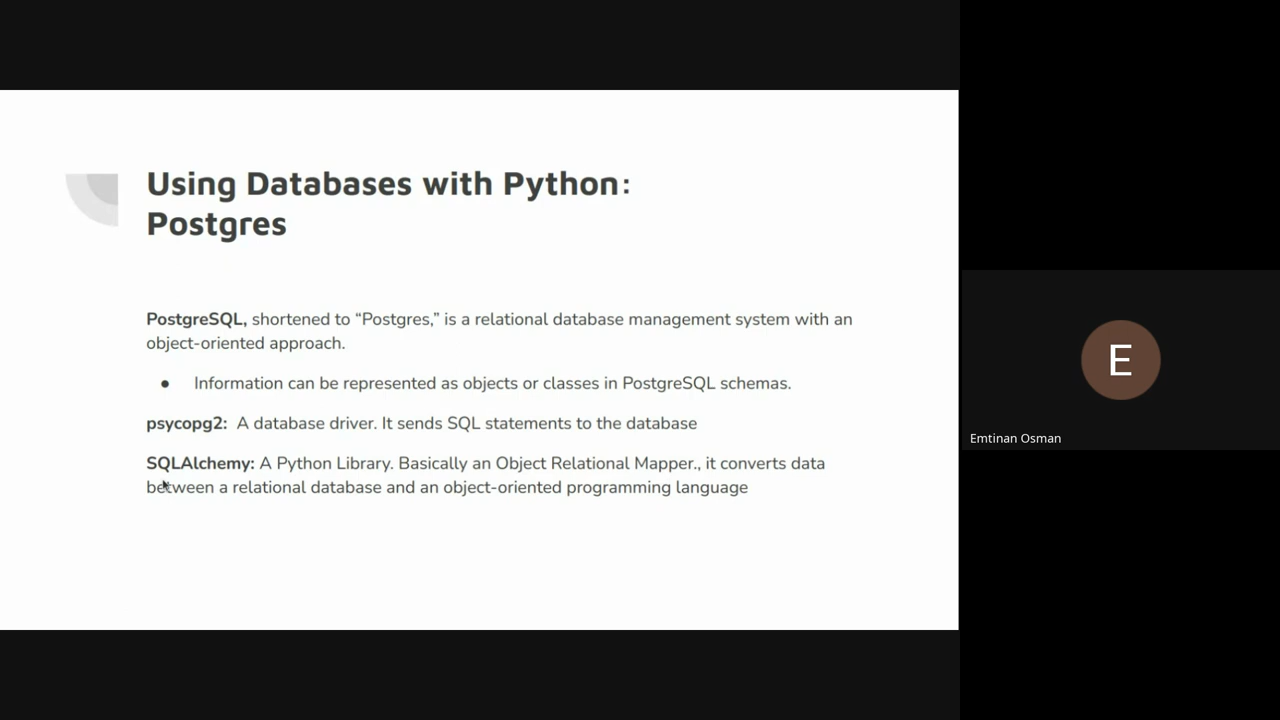 Using Databases with Python:
Postgres
PostgreSQL, shortened to “Postgres,” is a relational database management system with an
object-oriented approach.
● Information can be represented as objects or classes in PostgreSQL schemas.
psycopg2: A database driver. It sends SQL statements to the database
SQLAlchemy: A Python Library. Basically an Object Relational Mapper., it converts data
between a relational database and an object-oriented programming language
E
Emtinan Osman